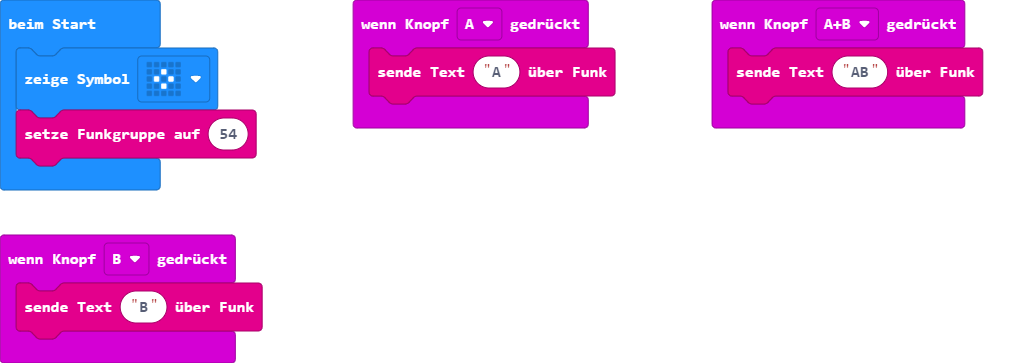 beim Start
zeige Symbol
setze Funkgruppe auf 54
wenn Knopf A gedrückt
sende Text "A" über Funk
wenn Knopf A+B gedrückt
sende Text "AB" über Funk
wenn Knopf B gedrückt
sende Text "B" über Funk